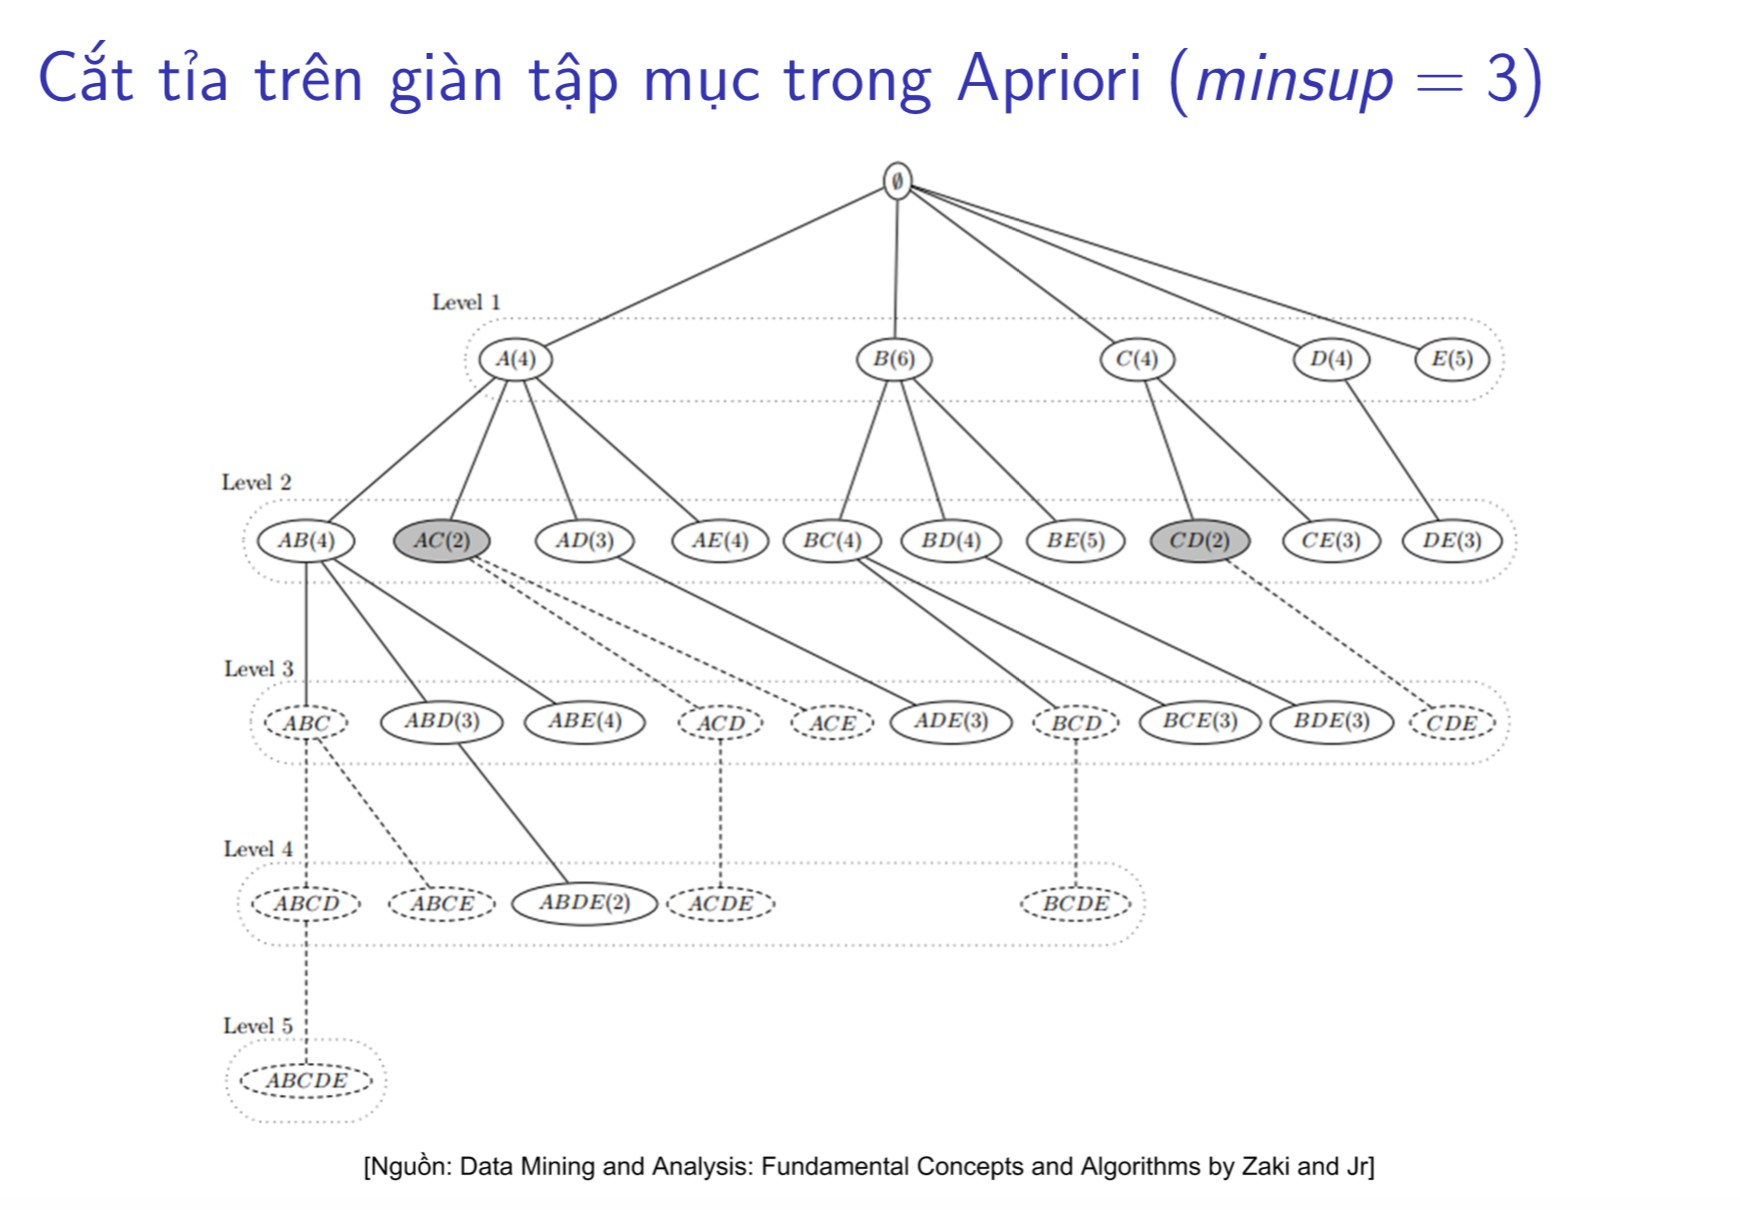 Cắt tỉa trên giàn tập mục trong Apriori (minsup = 3)
∅
Level 1
A(4) B(6) C(4) D(4) E(5)
Level 2
AB(4) AC(2) AD(3) AE(4) BC(4) BD(4) BE(5) CD(2) CE(3) DE(3)
Level 3
ABC ABD(3) ABE(4) ACD ACE ADE(3) BCD BCE(3) BDE(3) CDE
Level 4
ABCD ABCE ABDE(2) ACDE BCDE
Level 5
ABCDE
[Nguồn: Data Mining and Analysis: Fundamental Concepts and Algorithms by Zaki and Jr]